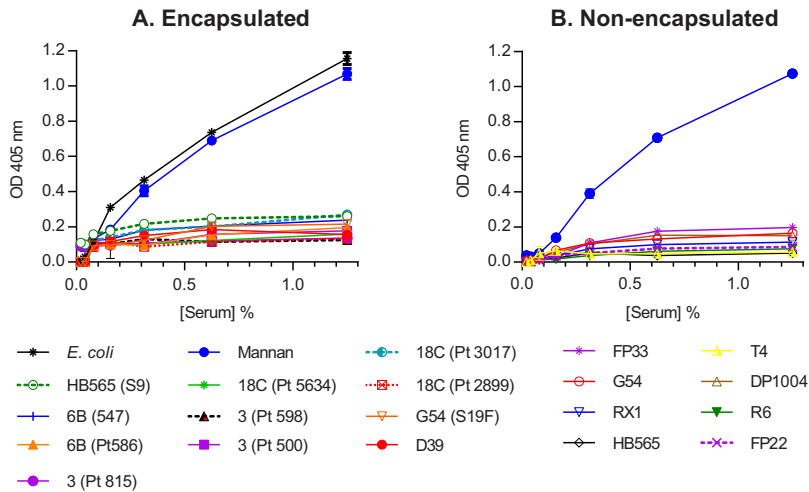 A. Encapsulated
B. Non-encapsulated
OD 405 nm
1.2
1.0
0.8
0.6
0.4
0.2
0.0
0.0 0.5 1.0
[Serum] %
OD 405 nm
1.2
1.0
0.8
0.6
0.4
0.2
0.0
0.0 0.5 1.0
[Serum] %
E. coli Mannan 18C (Pt 3017)
HB565 (S9) 18C (Pt 5634) 18C (Pt 2899)
6B (547) 3 (Pt 598) G54 (S19F)
6B (Pt586) 3 (Pt 500) D39
3 (Pt 815)
FP33 T4
G54 DP1004
RX1 R6
HB565 FP22